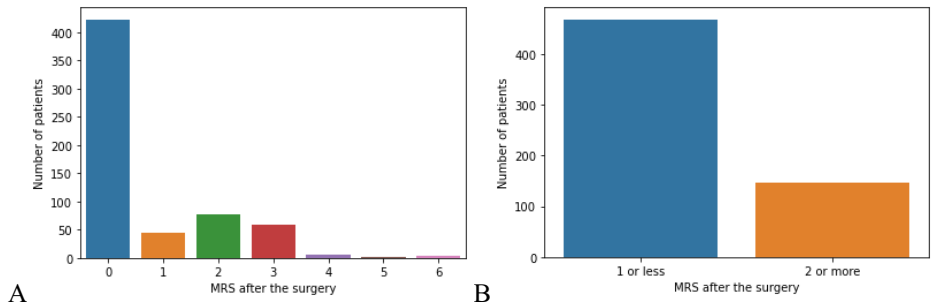 A
Number of patients
400
350
300
250
200
150
100
50
0
0 1 2 3 4 5 6
MRS after the surgery
B
Number of patients
400
300
200
100
0
1 or less 2 or more
MRS after the surgery